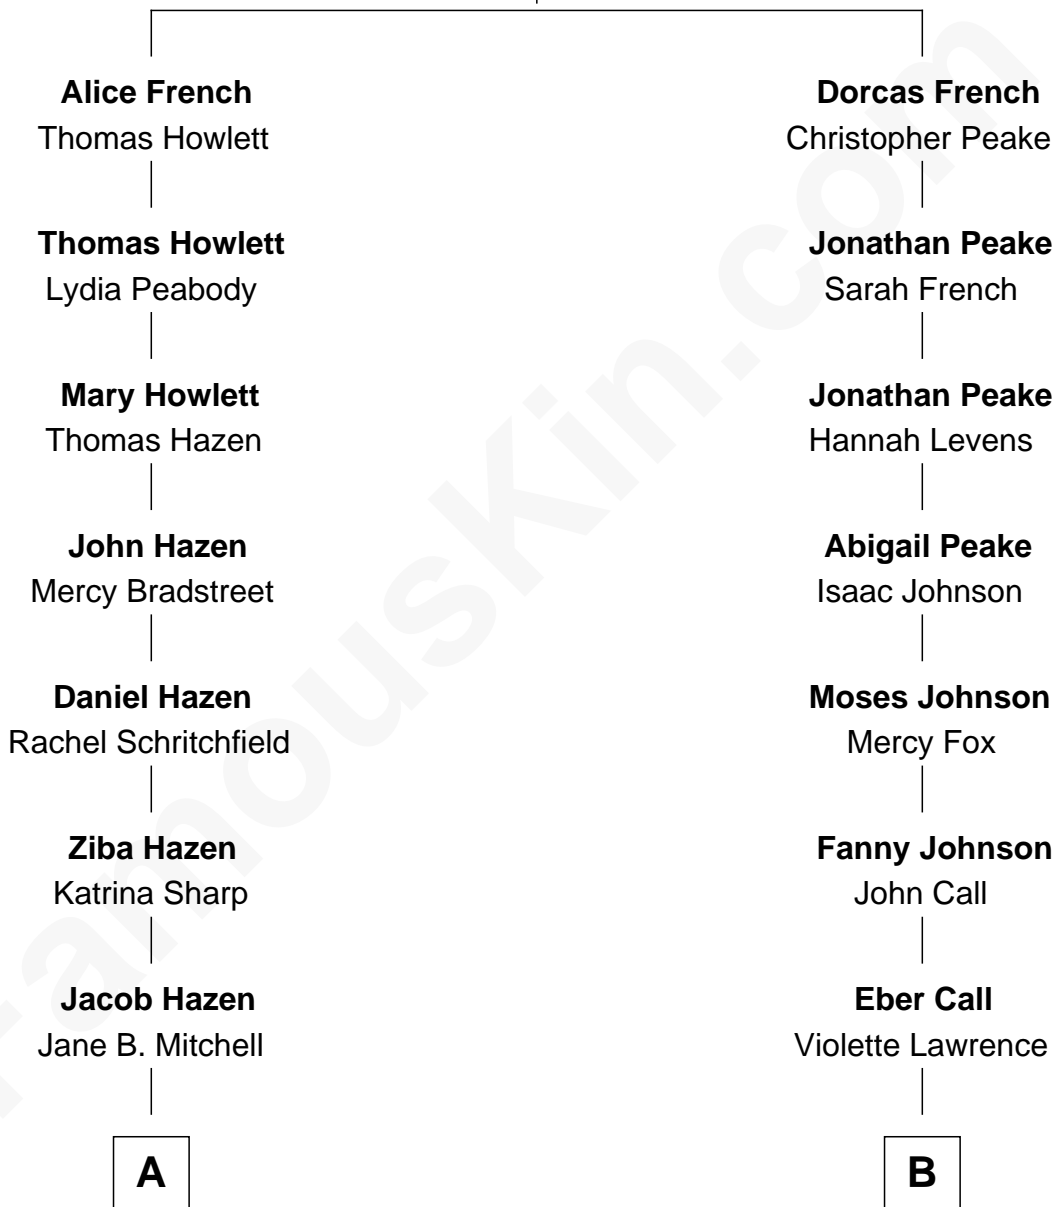 Alice French
Thomas Howlett
Thomas Howlett
Lydia Peabody
Mary Howlett
Thomas Hazen
John Hazen
Mercy Bradstreet
Daniel Hazen
Rachel Schritchfield
Ziba Hazen
Katrina Sharp
Jacob Hazen
Jane B. Mitchell
A
Dorcas French
Christopher Peake
Jonathan Peake
Sarah French
Jonathan Peake
Hannah Levens
Abigail Peake
Isaac Johnson
Moses Johnson
Mercy Fox
Fanny Johnson
John Call
Eber Call
Violette Lawrence
B
FamousKin.com